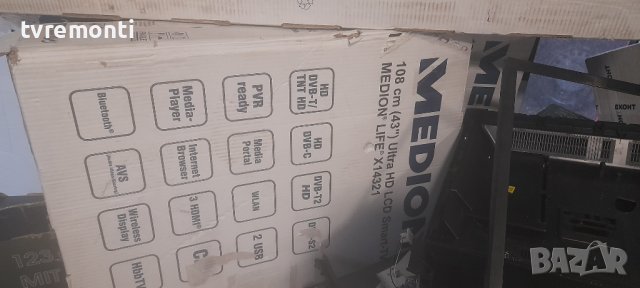 tvremonti
MEDION
108 cm (43") Ultra HD LCD Smart-TV
MEDION® LIFE® X14321
HD
DVB-T/
TNT HD
HD
DVB-C
DVB-T2
HD
PVR
ready
Media
Portal
WLAN
2 USB
Media-
Player
Internet
Browser
3 HDMI®
Bluetooth®
AVS
Wireless
Display
HbbTV
BAZAR